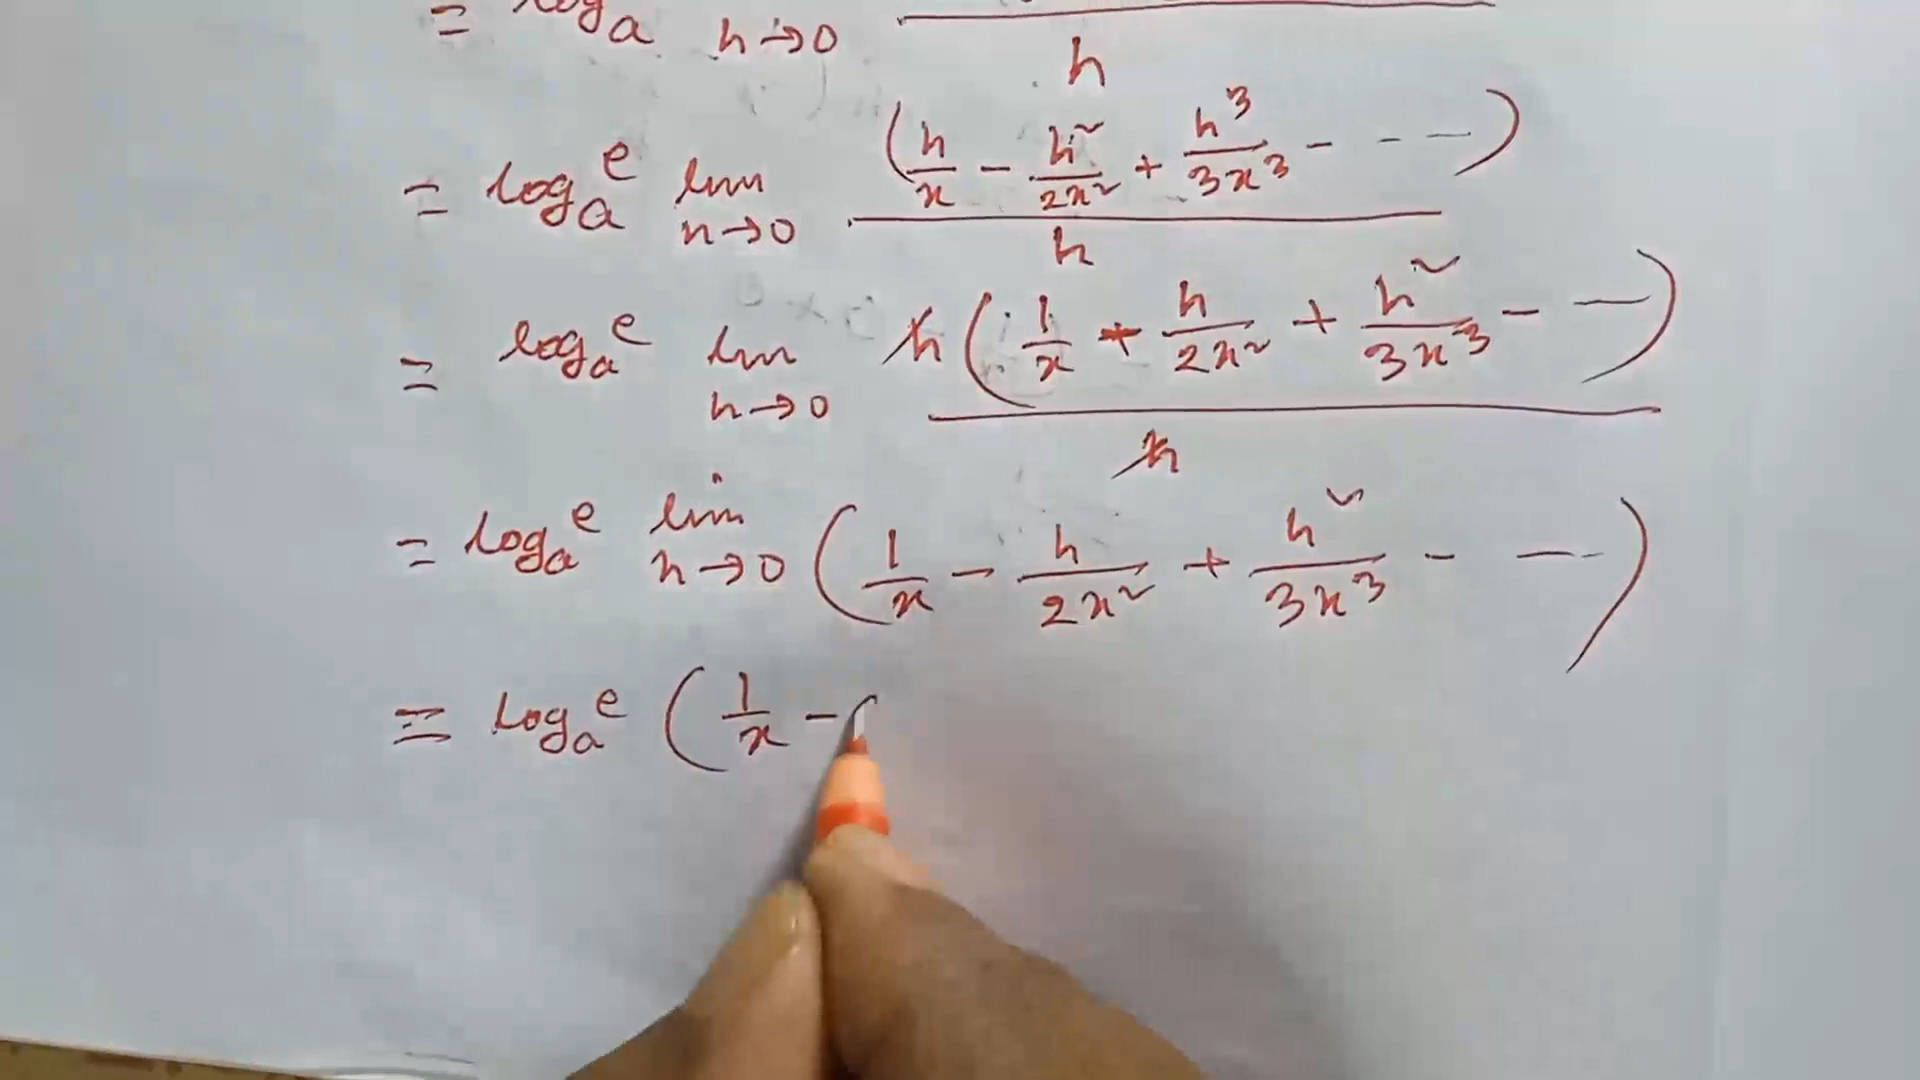 = log_a h→0 ——— / h
= log_a^e lim h→0 (h/x - h²/2x² + h³/3x³ - - —) / h
= log_a^e lim h→0 h(1/x - h/2x² + h²/3x³ - —) / h
= log_a^e lim h→0 (1/x - h/2x² + h²/3x³ - — -)
= log_a^e (1/x -